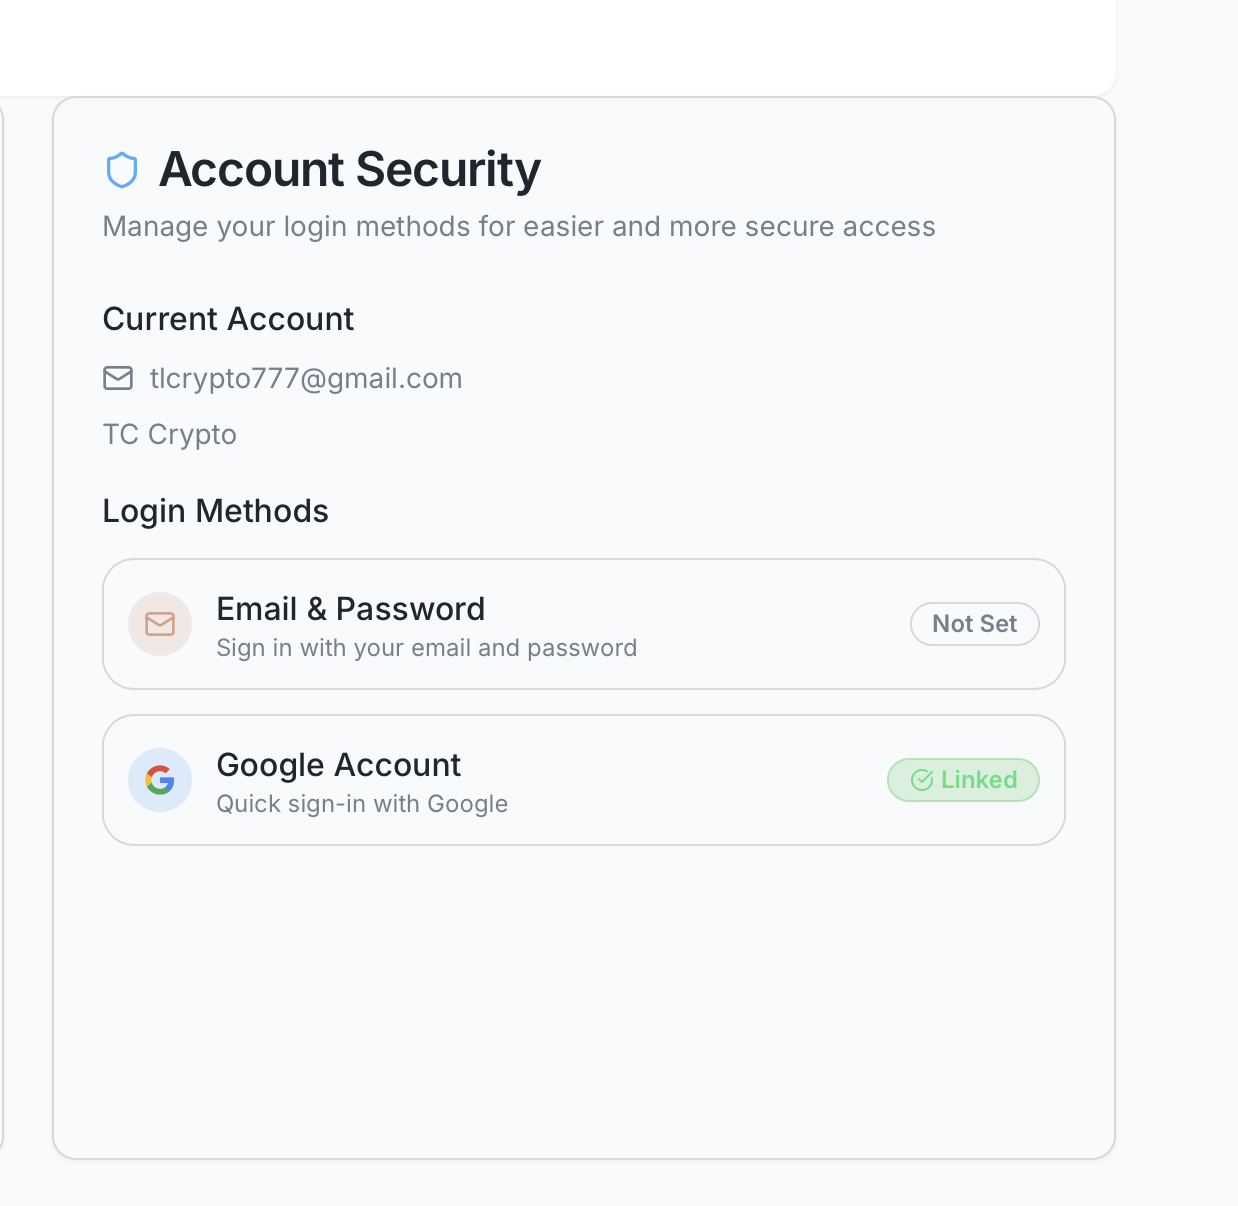 Account Security
Manage your login methods for easier and more secure access
Current Account
tlcrypto777@gmail.com
TC Crypto
Login Methods
Email & Password
Sign in with your email and password
Not Set
Google Account
Quick sign-in with Google
Linked